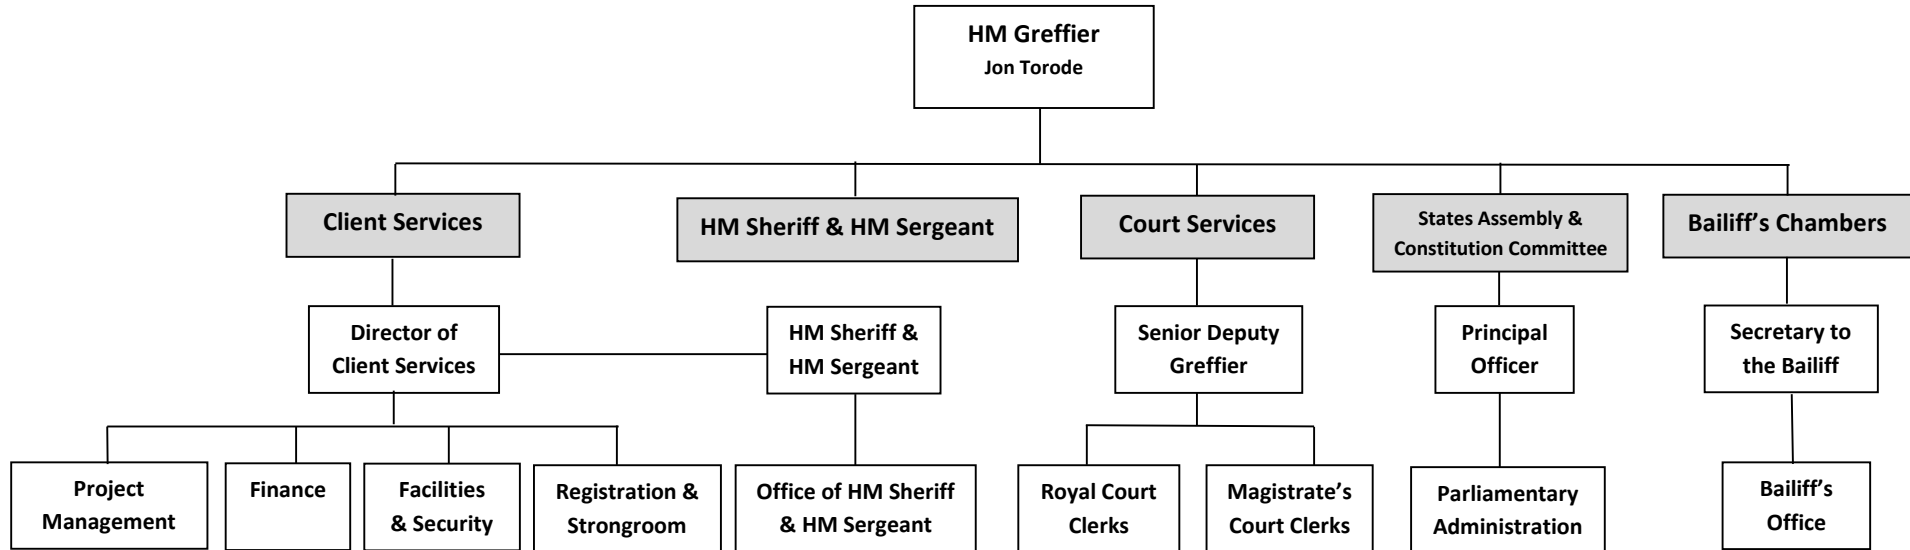 HM Greffier
Jon Torode
Client Services
HM Sheriff & HM Sergeant
Court Services
States Assembly &
Constitution Committee
Bailiff’s Chambers
Director of
Client Services
HM Sheriff &
HM Sergeant
Senior Deputy
Greffier
Principal
Officer
Secretary to
the Bailiff
Project
Management
Finance
Facilities
& Security
Registration &
Strongroom
Office of HM Sheriff
& HM Sergeant
Royal Court
Clerks
Magistrate’s
Court Clerks
Parliamentary
Administration
Bailiff’s
Office